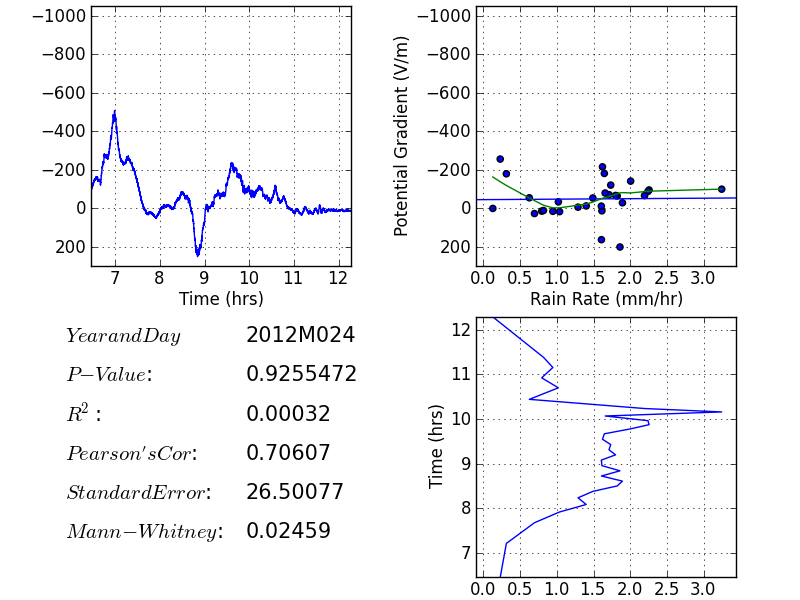 −1000
−800
−600
−400
−200
0
200
7 8 9 10 11 12
Time (hrs)
Potential Gradient (V/m)
−1000
−800
−600
−400
−200
0
200
0.0 0.5 1.0 1.5 2.0 2.5 3.0
Rain Rate (mm/hr)
YearandDay 2012M024
P−Value: 0.9255472
R²: 0.00032
Pearson'sCor: 0.70607
StandardError: 26.50077
Mann−Whitney: 0.02459
Time (hrs)
12
11
10
9
8
7
0.0 0.5 1.0 1.5 2.0 2.5 3.0